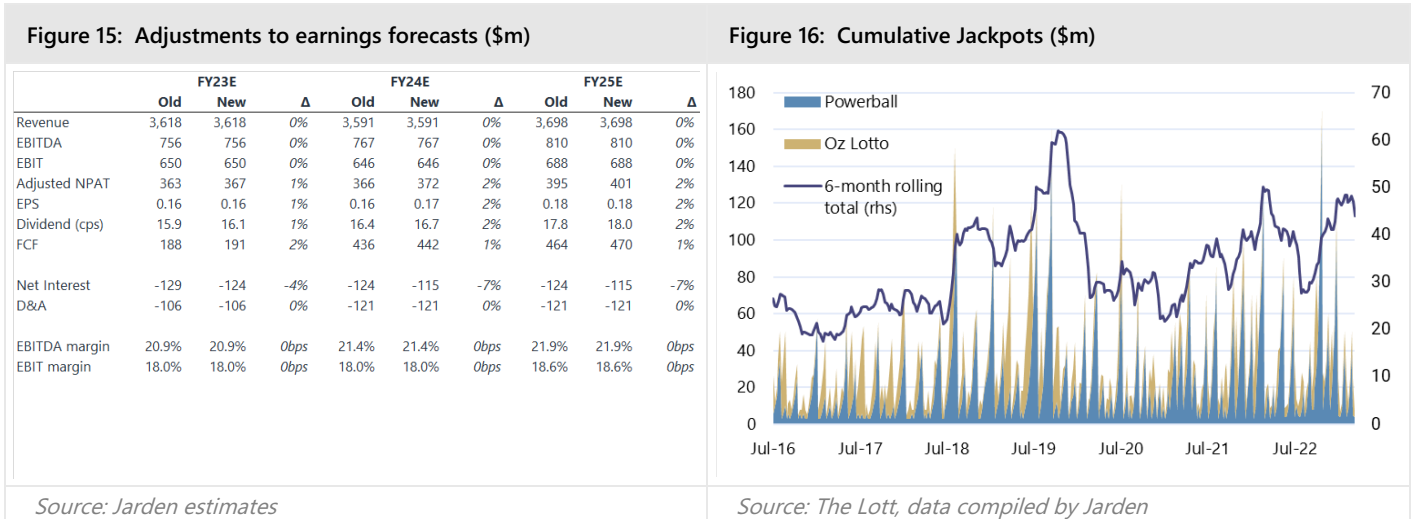 Figure 15:  Adjustments to earnings forecasts ($m)
FY23E FY24E FY25E
Old New Δ Old New Δ Old New Δ
Revenue 3,618 3,618 0% 3,591 3,591 0% 3,698 3,698 0%
EBITDA 756 756 0% 767 767 0% 810 810 0%
EBIT 650 650 0% 646 646 0% 688 688 0%
Adjusted NPAT 363 367 1% 366 372 2% 395 401 2%
EPS 0.16 0.16 1% 0.16 0.17 2% 0.18 0.18 2%
Dividend (cps) 15.9 16.1 1% 16.4 16.7 2% 17.8 18.0 2%
FCF 188 191 2% 436 442 1% 464 470 1%
Net Interest -129 -124 -4% -124 -115 -7% -124 -115 -7%
D&A -106 -106 0% -121 -121 0% -121 -121 0%
EBITDA margin 20.9% 20.9% 0bps 21.4% 21.4% 0bps 21.9% 21.9% 0bps
EBIT margin 18.0% 18.0% 0bps 18.0% 18.0% 0bps 18.6% 18.6% 0bps
Source: Jarden estimates
Figure 16:  Cumulative Jackpots ($m)
180
160
140
120
100
80
60
40
20
0
Powerball
Oz Lotto
6-month rolling
total (rhs)
70
60
50
40
30
20
10
0
Jul-16 Jul-17 Jul-18 Jul-19 Jul-20 Jul-21 Jul-22
Source: The Lott, data compiled by Jarden